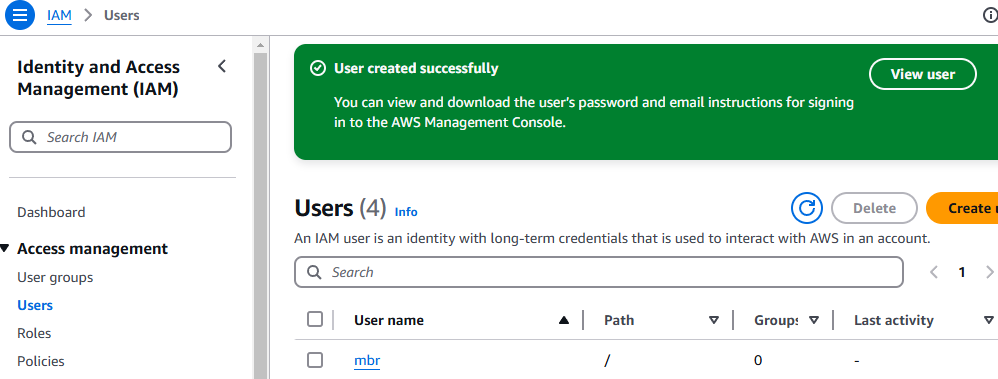 IAM > Users
Identity and Access
Management (IAM)
Search IAM
Dashboard
Access management
User groups
Users
Roles
Policies
User created successfully
View user
You can view and download the user's password and email instructions for signing
in to the AWS Management Console.
Users (4) Info
Delete
Create
An IAM user is an identity with long-term credentials that is used to interact with AWS in an account.
Search
1
User name Path Groups Last activity
mbr / 0 -